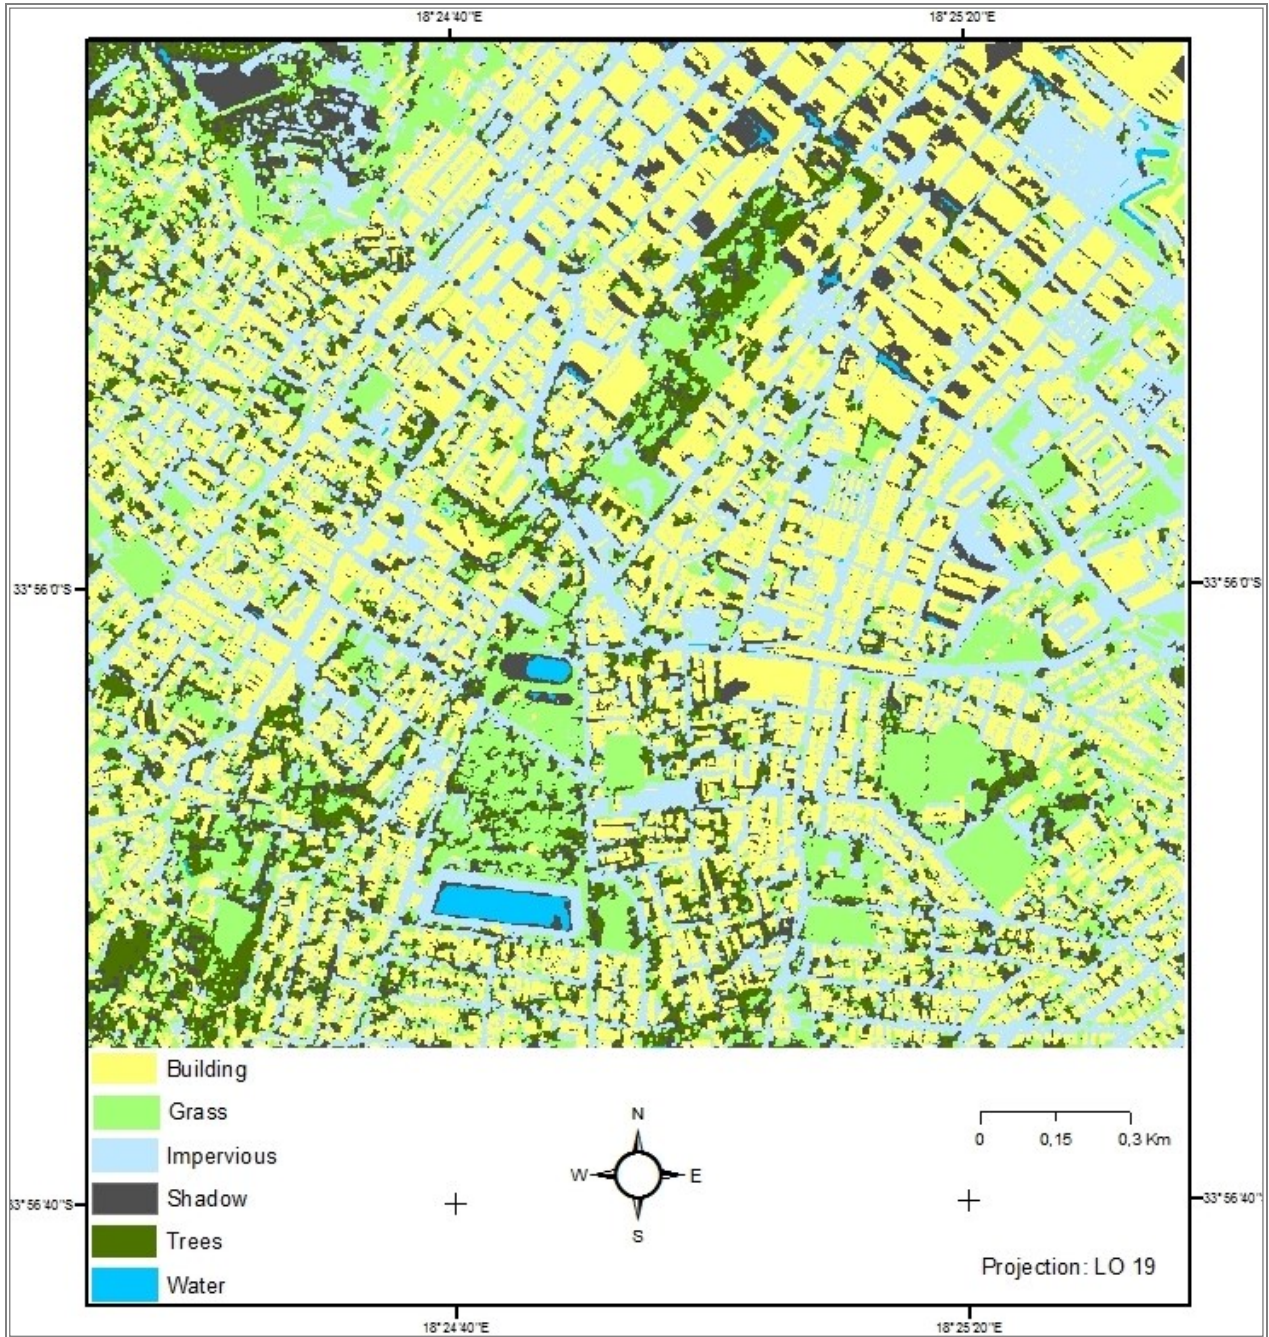 18°24'40"E 18°25'20"E
33°56'0"S 33°56'0"S
Building
Grass
Impervious
Shadow
Trees
Water
N
W E
S
0 0,15 0,3 Km
33°56'40"S 33°56'40"S
Projection: LO 19
18°24'40"E 18°25'20"E